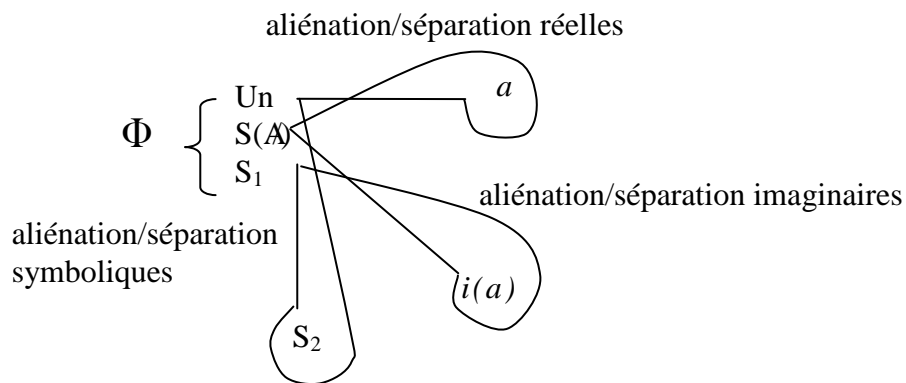 aliénation/séparation réelles
a
Un
Φ
S(Ⱥ)
S₁
aliénation/séparation imaginaires
aliénation/séparation
symboliques
i(a)
S₂